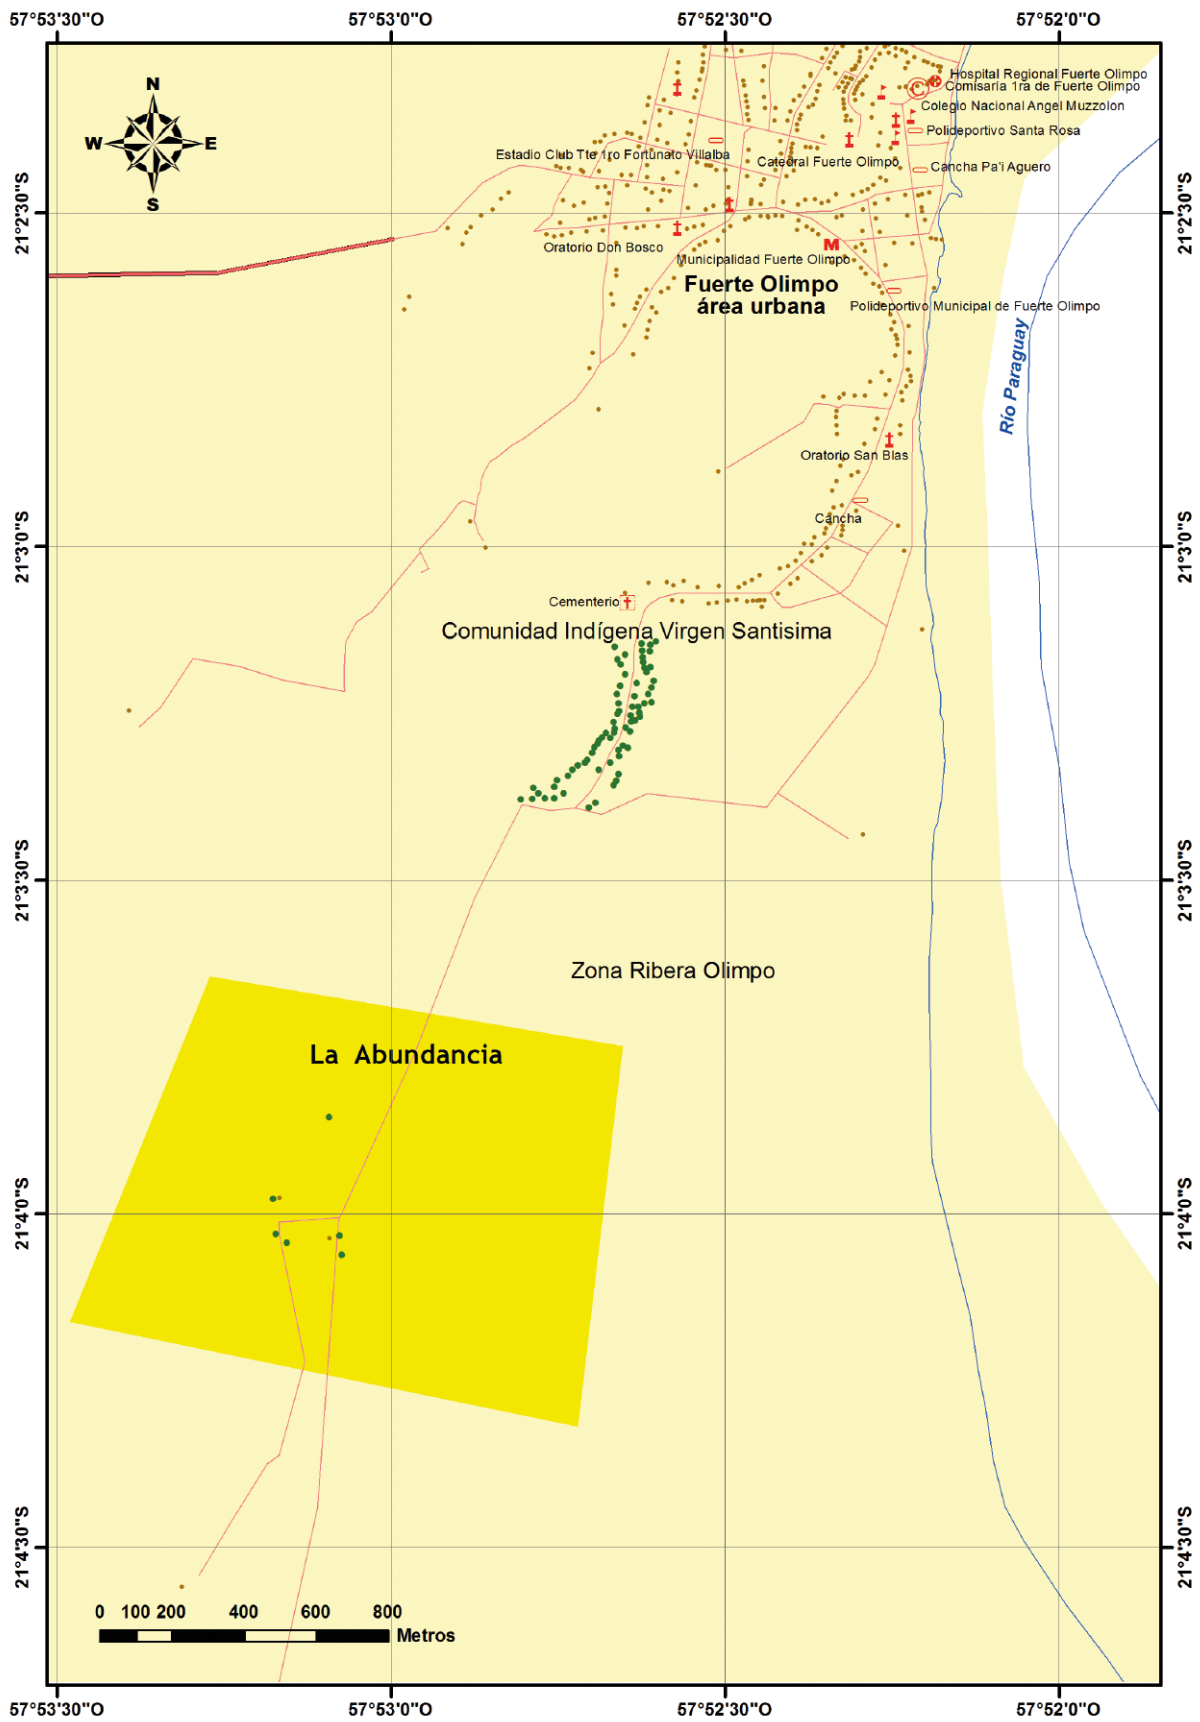 57°53'30"O 57°53'0"O 57°52'30"O 57°52'0"O
N
W E
S
Hospital Regional Fuerte Olimpo
Comisaría 1ra de Fuerte Olimpo
C
Colegio Nacional Angel Muzzolon
Polideportivo Santa Rosa
Estadio Club Tte 1ro Fortunato Villalba
Catedral Fuerte Olimpo
Cancha Pa'i Aguero
21°2'30"S 21°2'30"S
Oratorio Don Bosco
M
Municipalidad Fuerte Olimpo
Fuerte Olimpo
área urbana
Polideportivo Municipal de Fuerte Olimpo
Río Paraguay
Oratorio San Blas
Cancha
21°3'0"S 21°3'0"S
Cementerio
Comunidad Indígena Virgen Santisima
21°3'30"S 21°3'30"S
Zona Ribera Olimpo
La Abundancia
21°4'0"S 21°4'0"S
21°4'30"S 21°4'30"S
0 100 200 400 600 800
Metros
57°53'30"O 57°53'0"O 57°52'30"O 57°52'0"O